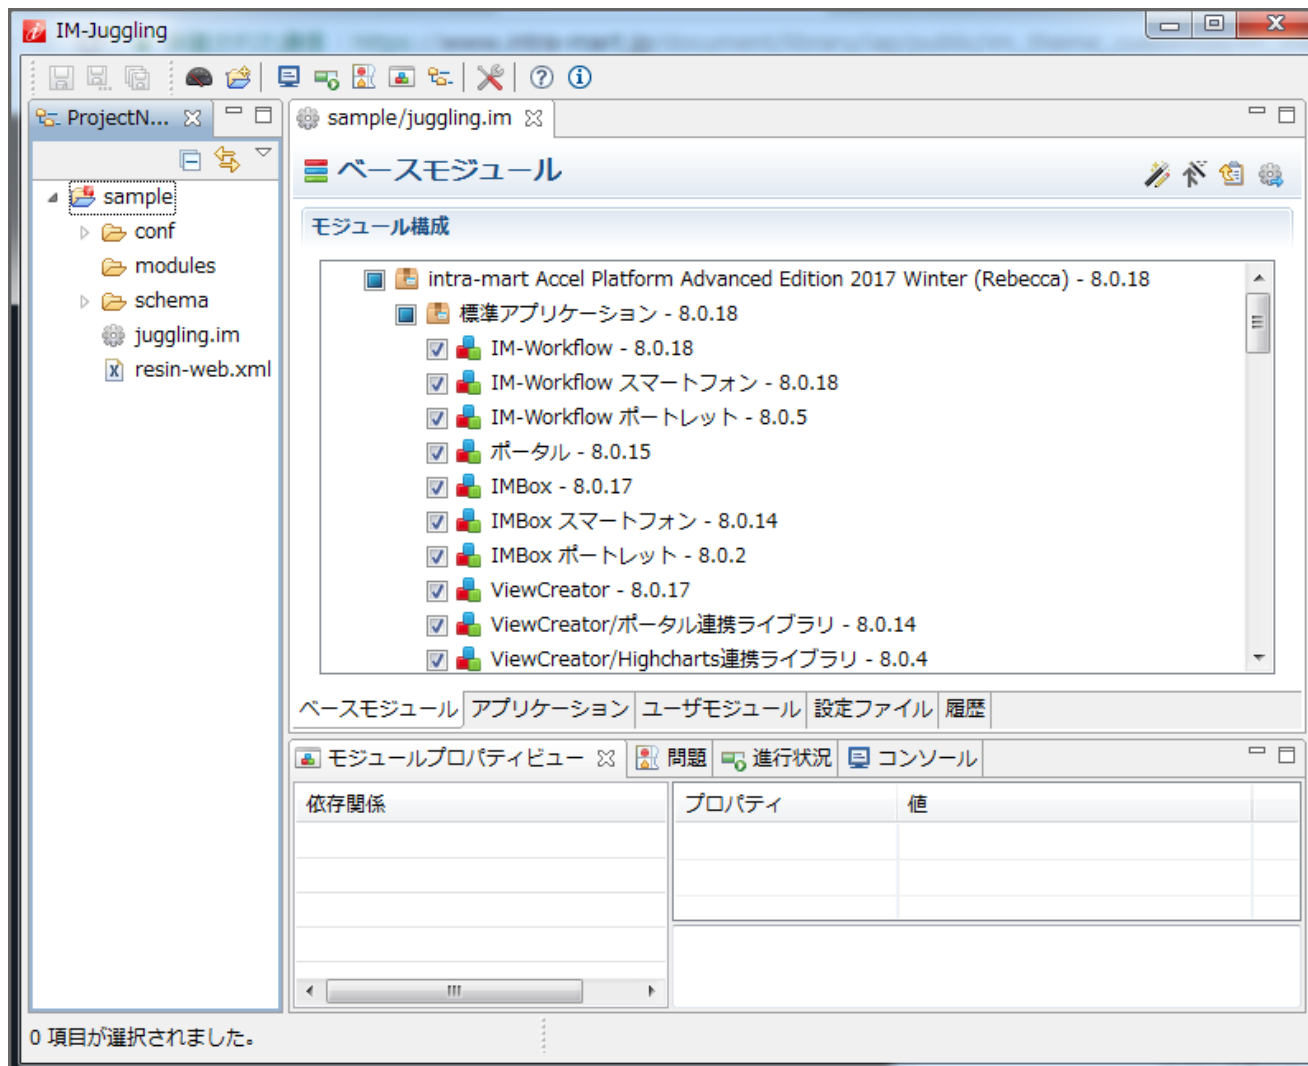 IM-Juggling
ProjectN...
sample
conf
modules
schema
juggling.im
resin-web.xml
sample/juggling.im
ベースモジュール
モジュール構成
intra-mart Accel Platform Advanced Edition 2017 Winter (Rebecca) - 8.0.18
標準アプリケーション - 8.0.18
IM-Workflow - 8.0.18
IM-Workflow スマートフォン - 8.0.18
IM-Workflow ポートレット - 8.0.5
ポータル - 8.0.15
IMBox - 8.0.17
IMBox スマートフォン - 8.0.14
IMBox ポートレット - 8.0.2
ViewCreator - 8.0.17
ViewCreator/ポータル連携ライブラリ - 8.0.14
ViewCreator/Highcharts連携ライブラリ - 8.0.4
ベースモジュール アプリケーション ユーザモジュール 設定ファイル 履歴
モジュールプロパティビュー 問題 進行状況 コンソール
依存関係 プロパティ 値
0 項目が選択されました。